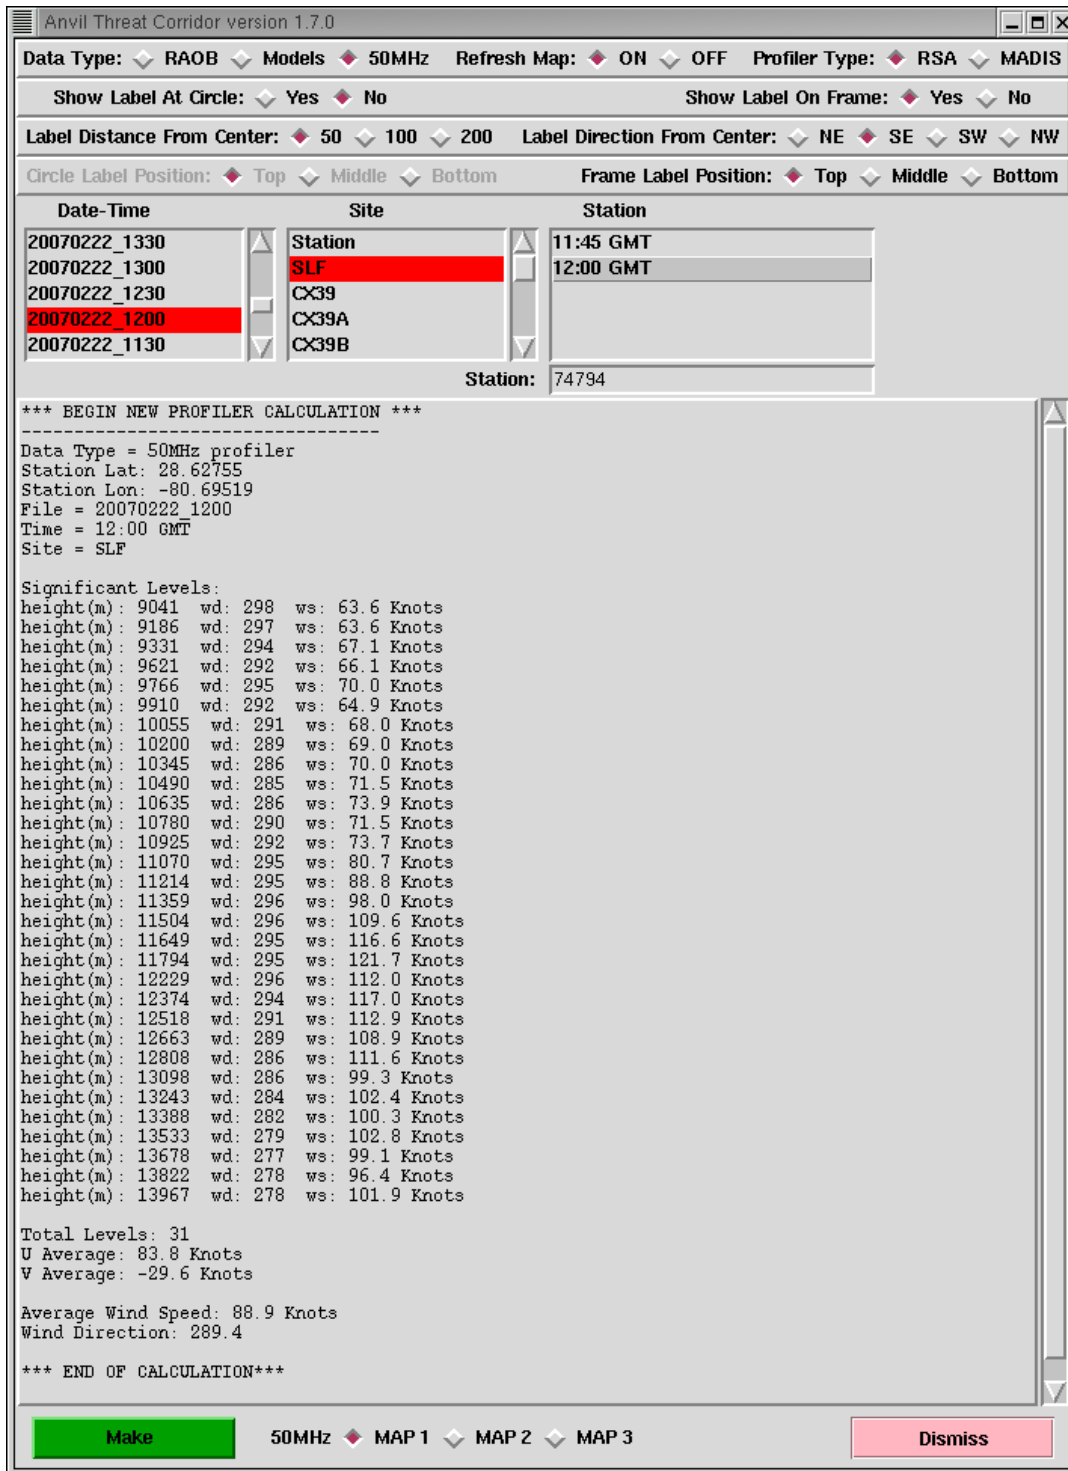 Anvil Threat Corridor version 1.7.0
Data Type: RAOB Models 50MHz Refresh Map: ON OFF Profiler Type: RSA MADIS
Show Label At Circle: Yes No Show Label On Frame: Yes No
Label Distance From Center: 50 100 200 Label Direction From Center: NE SE SW NW
Circle Label Position: Top Middle Bottom Frame Label Position: Top Middle Bottom
Date-Time Site Station
20070222_1330 Station 11:45 GMT
20070222_1300 SLF 12:00 GMT
20070222_1230 CX39
20070222_1200 CX39A
20070222_1130 CX39B
Station: 74794
*** BEGIN NEW PROFILER CALCULATION ***
----------------------------------
Data Type = 50MHz profiler
Station Lat: 28.62755
Station Lon: -80.69519
File = 20070222_1200
Time = 12:00 GMT
Site = SLF
Significant Levels:
height(m): 9041 wd: 298 ws: 63.6 Knots
height(m): 9186 wd: 297 ws: 63.6 Knots
height(m): 9331 wd: 294 ws: 67.1 Knots
height(m): 9621 wd: 292 ws: 66.1 Knots
height(m): 9766 wd: 295 ws: 70.0 Knots
height(m): 9910 wd: 292 ws: 64.9 Knots
height(m): 10055 wd: 291 ws: 68.0 Knots
height(m): 10200 wd: 289 ws: 69.0 Knots
height(m): 10345 wd: 286 ws: 70.0 Knots
height(m): 10490 wd: 285 ws: 71.5 Knots
height(m): 10635 wd: 286 ws: 73.9 Knots
height(m): 10780 wd: 290 ws: 71.5 Knots
height(m): 10925 wd: 292 ws: 73.7 Knots
height(m): 11070 wd: 295 ws: 80.7 Knots
height(m): 11214 wd: 295 ws: 88.8 Knots
height(m): 11359 wd: 296 ws: 98.0 Knots
height(m): 11504 wd: 296 ws: 109.6 Knots
height(m): 11649 wd: 295 ws: 116.6 Knots
height(m): 11794 wd: 295 ws: 121.7 Knots
height(m): 12229 wd: 296 ws: 112.0 Knots
height(m): 12374 wd: 294 ws: 117.0 Knots
height(m): 12518 wd: 291 ws: 112.9 Knots
height(m): 12663 wd: 289 ws: 108.9 Knots
height(m): 12808 wd: 286 ws: 111.6 Knots
height(m): 13098 wd: 286 ws: 99.3 Knots
height(m): 13243 wd: 284 ws: 102.4 Knots
height(m): 13388 wd: 282 ws: 100.3 Knots
height(m): 13533 wd: 279 ws: 102.8 Knots
height(m): 13678 wd: 277 ws: 99.1 Knots
height(m): 13822 wd: 278 ws: 96.4 Knots
height(m): 13967 wd: 278 ws: 101.9 Knots
Total Levels: 31
U Average: 83.8 Knots
V Average: -29.6 Knots
Average Wind Speed: 88.9 Knots
Wind Direction: 289.4
*** END OF CALCULATION***
Make 50MHz MAP 1 MAP 2 MAP 3 Dismiss